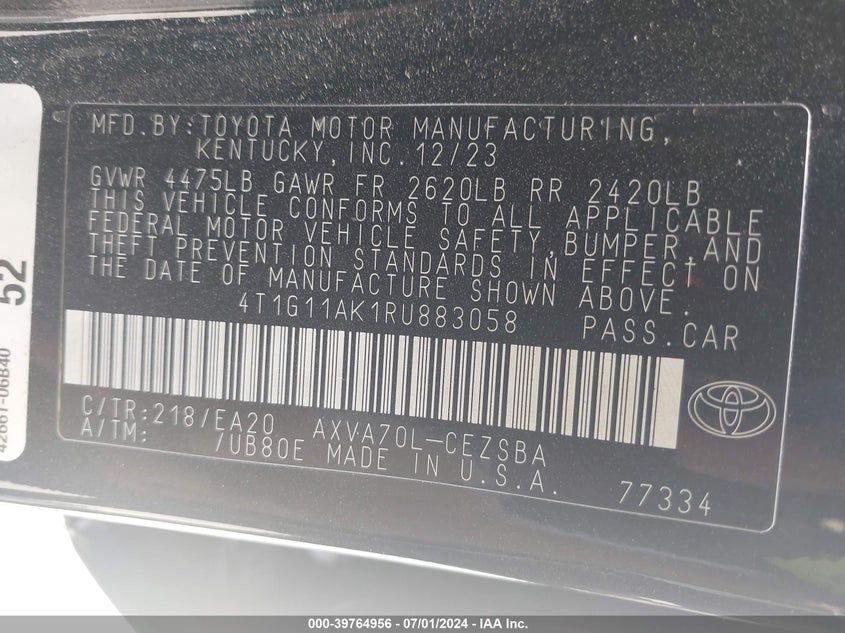 MFD.BY:TOYOTA MOTOR MANUFACTURING,
KENTUCKY,INC. 12/23
GVWR 4475LB GAWR FR 2620LB RR 2420LB
THIS VEHICLE CONFORMS TO ALL APPLICABLE
FEDERAL MOTOR VEHICLE SAFETY,BUMPER,AND
THEFT PREVENTION STANDARDS IN EFFECT ON
THE DATE OF MANUFACTURE SHOWN ABOVE.
4T1G11AK1RU883058 PASS.CAR
C/TR:218/EA20 AXVA70L-CEZSBA
A/TM: /UB80E MADE IN U.S.A. 77334
52
42661-06B40
000-39764956 - 07/01/2024 - IAA Inc.